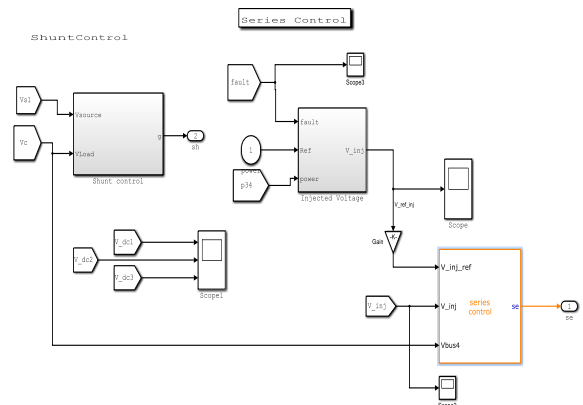 Series Control
ShuntControl
fault
Scope3
Vs1
Vsource
g
2
sh
Vc
VLoad
Shunt control
fault
1
Ref
V_inj
power
p34
power
Injected Voltage
V_ref_inj
Scope
-K-
Gain
V_dc1
V_dc2
V_dc3
Scope1
V_inj_ref
V_inj
V_inj
series
control
se
1
se
Vbus4